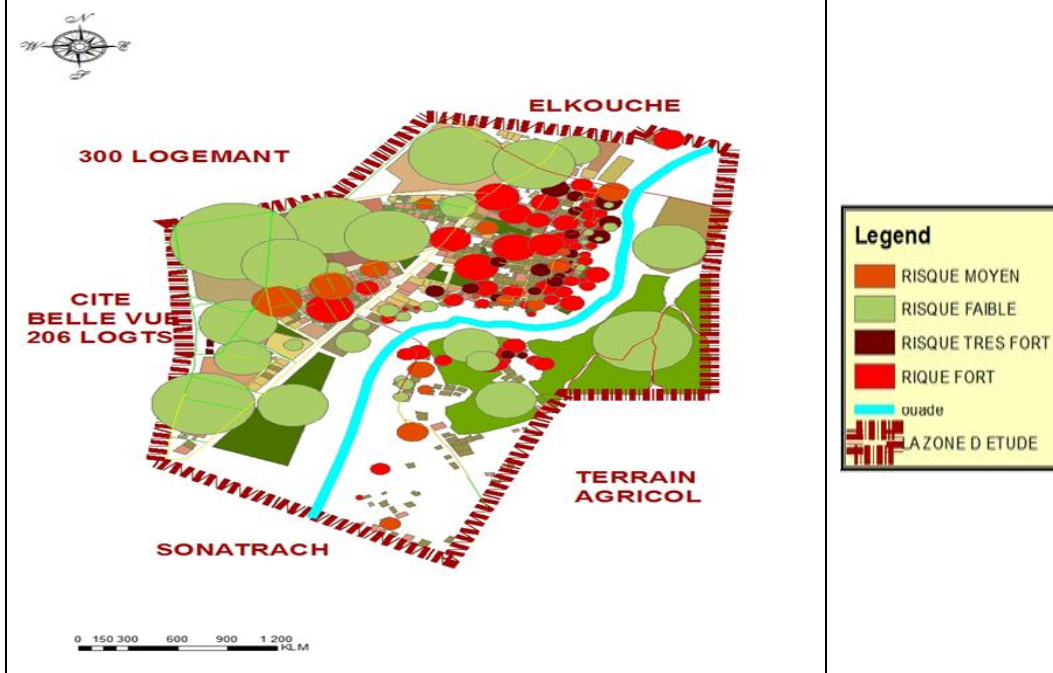 N
W
E
S
ELKOUCHE
300 LOGEMANT
CITE
BELLE VUE
206 LOGTS
TERRAIN
AGRICOL
SONATRACH
0 150 300 600 900 1 200
KLM
Legend
RISQUE MOYEN
RISQUE FAIBLE
RISQUE TRES FORT
RIQUE FORT
ouade
LA ZONE D ETUDE